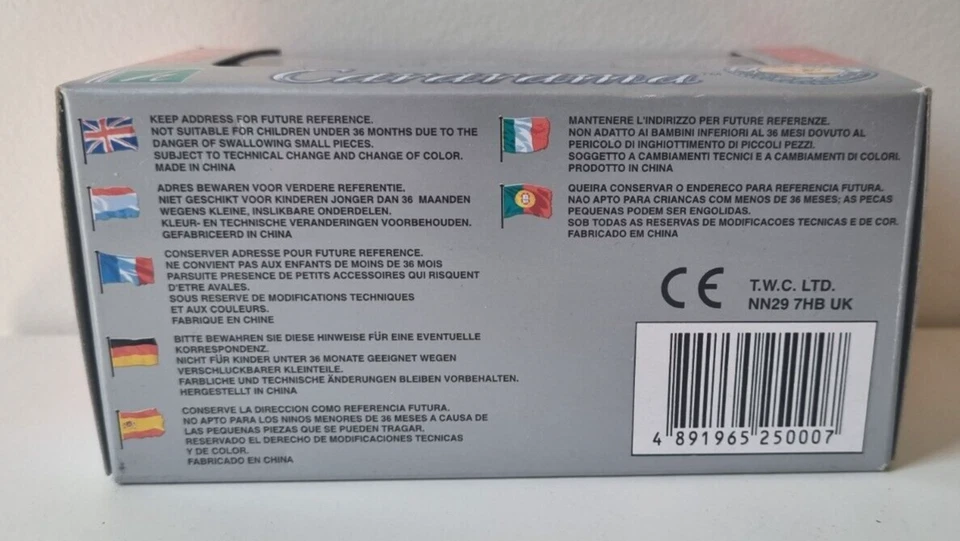 Cararama™
KEEP ADDRESS FOR FUTURE REFERENCE.
NOT SUITABLE FOR CHILDREN UNDER 36 MONTHS DUE TO THE
DANGER OF SWALLOWING SMALL PIECES.
SUBJECT TO TECHNICAL CHANGE AND CHANGE OF COLOR.
MADE IN CHINA
ADRES BEWAREN VOOR VERDERE REFERENTIE.
NIET GESCHIKT VOOR KINDEREN JONGER DAN 36 MAANDEN
WEGENS KLEINE, INSLIKBARE ONDERDELEN.
KLEUR- EN TECHNISCHE VERANDERINGEN VOORBEHOUDEN.
GEFABRICEERD IN CHINA
CONSERVER ADRESSE POUR FUTURE REFERENCE.
NE CONVIENT PAS AUX ENFANTS DE MOINS DE 36 MOIS
PARSUITE PRESENCE DE PETITS ACCESSOIRES QUI RISQUENT
D'ETRE AVALES.
SOUS RESERVE DE MODIFICATIONS TECHNIQUES
ET AUX COULEURS.
FABRIQUE EN CHINE
BITTE BEWAHREN SIE DIESE HINWEISE FÜR EINE EVENTUELLE
KORRESPONDENZ.
NICHT FÜR KINDER UNTER 36 MONATE GEEIGNET WEGEN
VERSCHLUCKBARER KLEINTEILE.
FARBLICHE UND TECHNISCHE ÄNDERUNGEN BLEIBEN VORBEHALTEN.
HERGESTELLT IN CHINA
CONSERVE LA DIRECCION COMO REFERENCIA FUTURA.
NO APTO PARA LOS NINOS MENORES DE 36 MESES A CAUSA DE
LAS PEQUENAS PIEZAS QUE SE PUEDEN TRAGAR.
RESERVADO EL DERECHO DE MODIFICACIONES TECNICAS
Y DE COLOR.
FABRICADO EN CHINA
MANTENERE L'INDIRIZZO PER FUTURE REFERENZE.
NON ADATTO AI BAMBINI INFERIORI AL 36 MESI DOVUTO AL
PERICOLO DI INGHIOTTIMENTO DI PICCOLI PEZZI.
SOGGETTO A CAMBIAMENTI TECNICI E A CAMBIAMENTI DI COLORI.
PRODOTTO IN CHINA
QUEIRA CONSERVAR O ENDERECO PARA REFERENCIA FUTURA.
NAO APTO PARA CRIANCAS COM MENOS DE 36 MESES; AS PECAS
PEQUENAS PODEM SER ENGOLIDAS.
SOB TODAS AS RESERVAS DE MODIFICACOES TECNICAS E DE COR.
FABRICADO EM CHINA
CE
T.W.C. LTD.
NN29 7HB UK
4 891965 250007